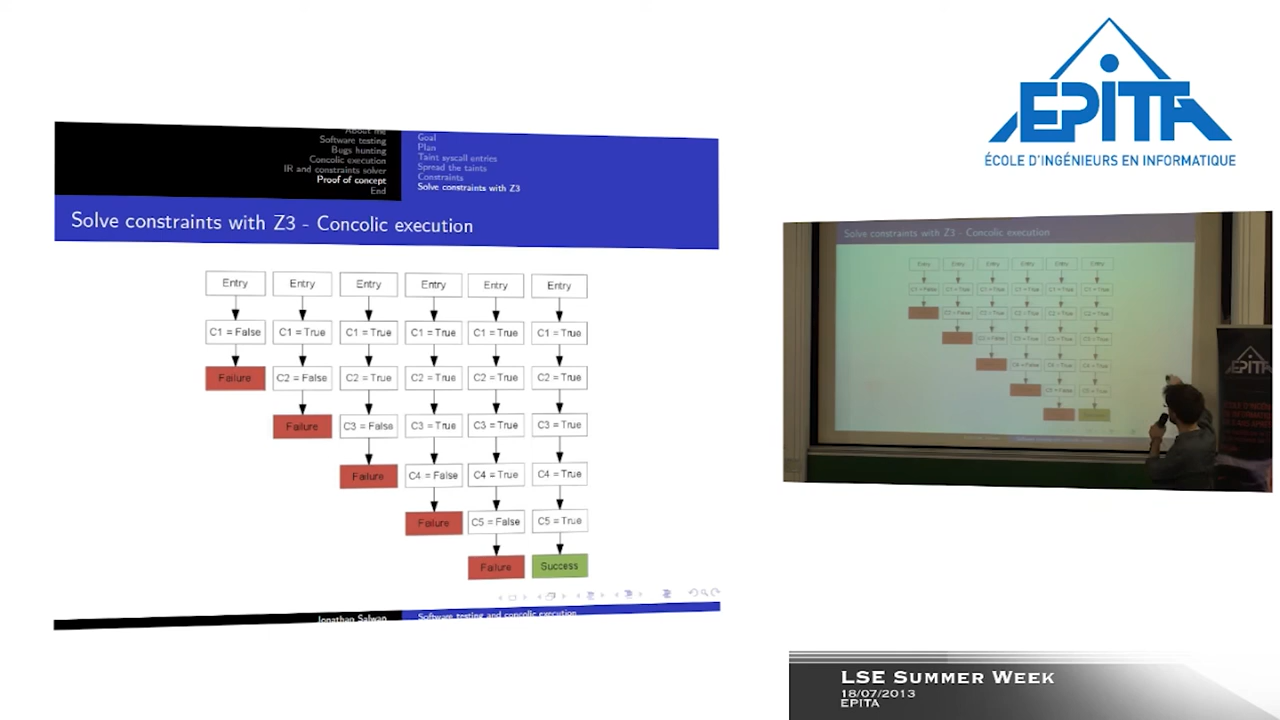 About me
Software testing
Bugs hunting
Concolic execution
IR and constraints solver
Proof of concept
End
Goal
Plan
Taint syscall entries
Spread the taints
Constraints
Solve constraints with Z3
Solve constraints with Z3 - Concolic execution
Entry Entry Entry Entry Entry Entry
C1 = False C1 = True C1 = True C1 = True C1 = True C1 = True
Failure C2 = False C2 = True C2 = True C2 = True C2 = True
Failure C3 = False C3 = True C3 = True C3 = True
Failure C4 = False C4 = True C4 = True
Failure C5 = False C5 = True
Failure Success
Jonathan Salwan Software testing and concolic execution
EPITA
ÉCOLE D'INGÉNIEURS EN INFORMATIQUE
Solve constraints with Z3 - Concolic execution
EPITA
LSE SUMMER WEEK
18/07/2013
EPITA